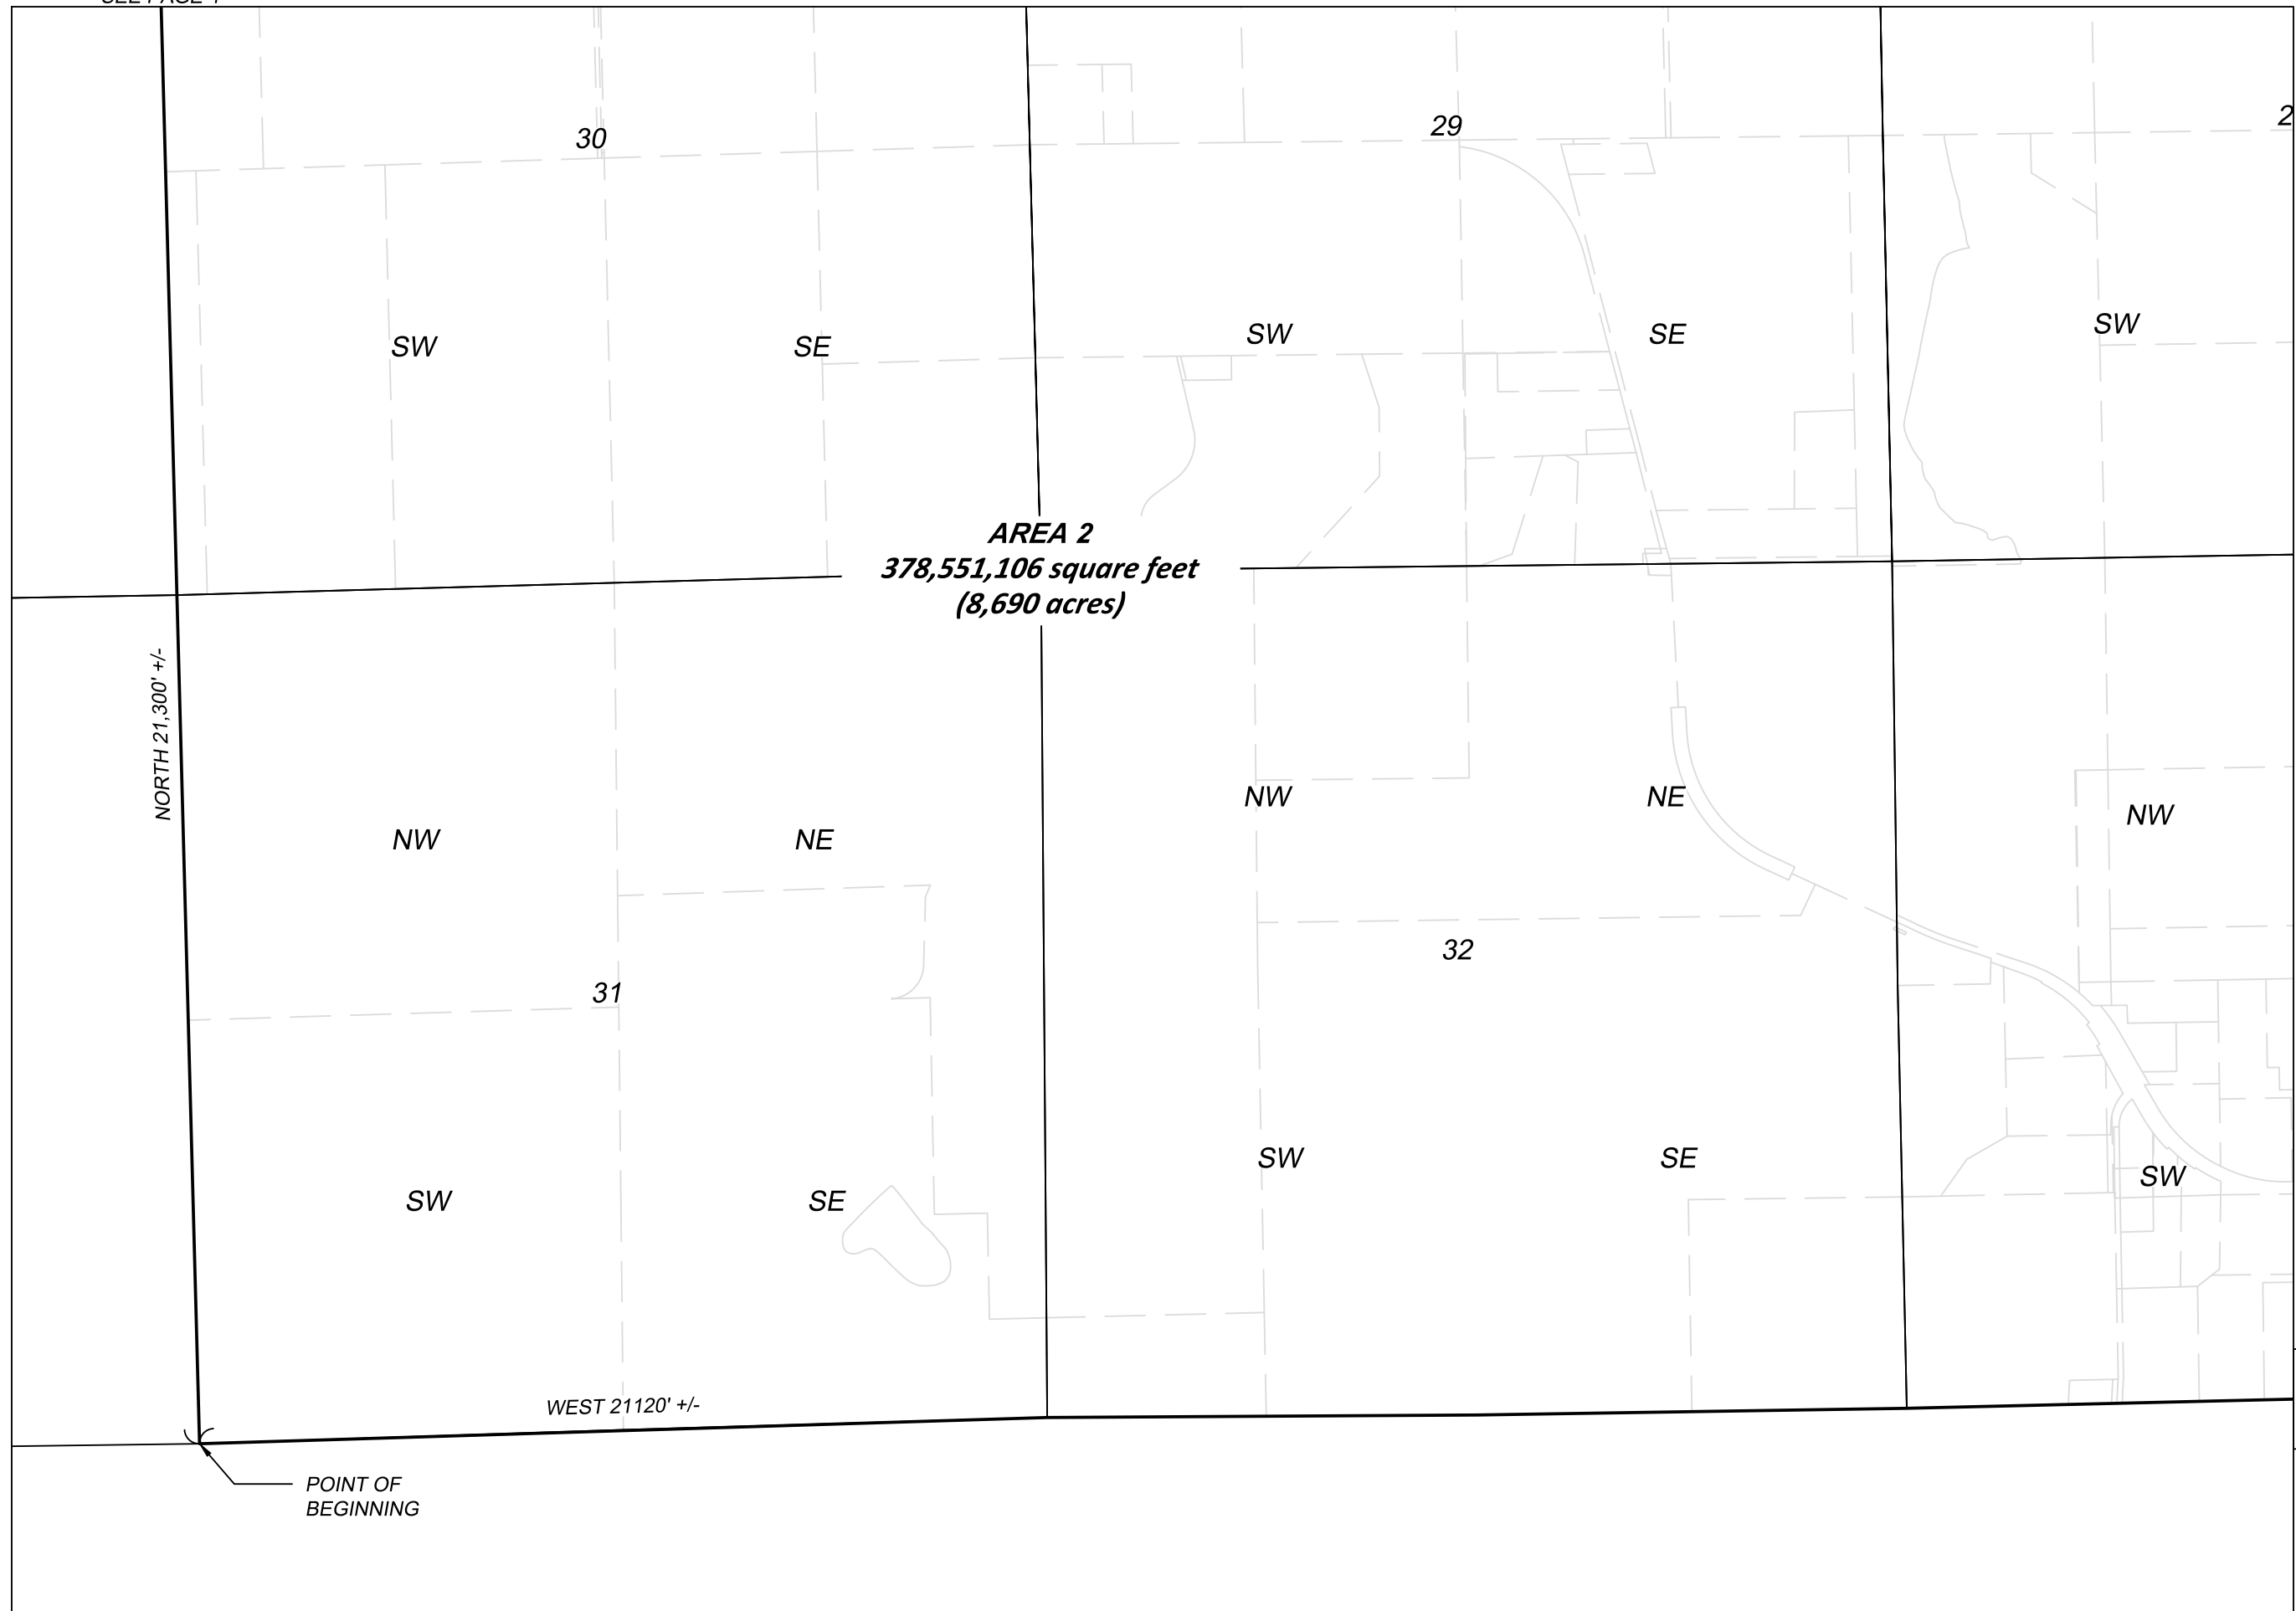 30
29
SW
SE
SW
SE
SW
AREA 2
378,551,106 square feet
(8,690 acres)
NORTH 21,300' +/-
NW
NE
NW
NE
NW
31
32
SW
SE
SW
SE
SW
WEST 21120' +/-
POINT OF
BEGINNING